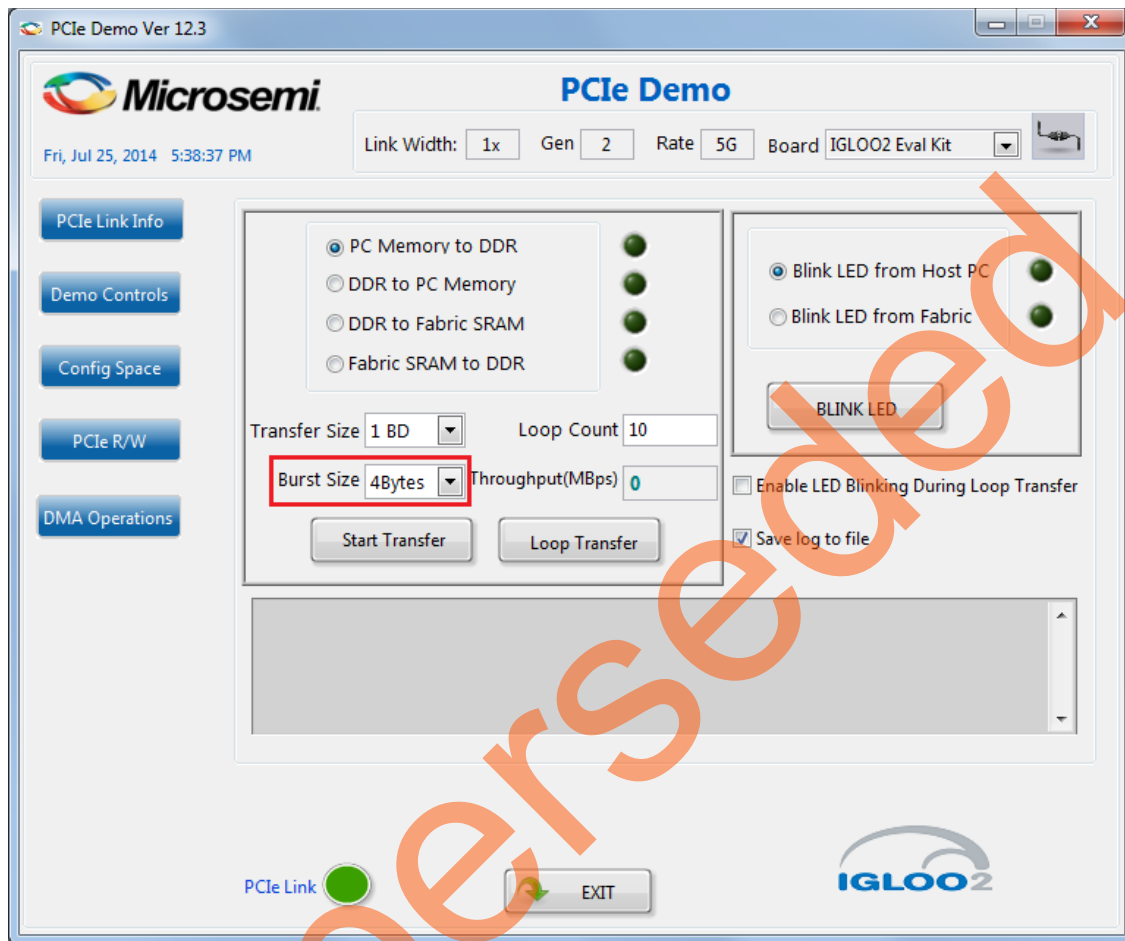 PCIe Demo Ver 12.3
Microsemi.
PCIe Demo
Fri, Jul 25, 2014 5:38:37 PM
Link Width: 1x Gen 2 Rate 5G Board IGLOO2 Eval Kit
PCIe Link Info
Demo Controls
Config Space
PCIe R/W
DMA Operations
PC Memory to DDR
DDR to PC Memory
DDR to Fabric SRAM
Fabric SRAM to DDR
Transfer Size 1 BD Loop Count 10
Burst Size 4Bytes Throughput(MBps) 0
Start Transfer Loop Transfer
Blink LED from Host PC
Blink LED from Fabric
BLINK LED
Enable LED Blinking During Loop Transfer
Save log to file
PCIe Link
EXIT
IGLOO2
perseded